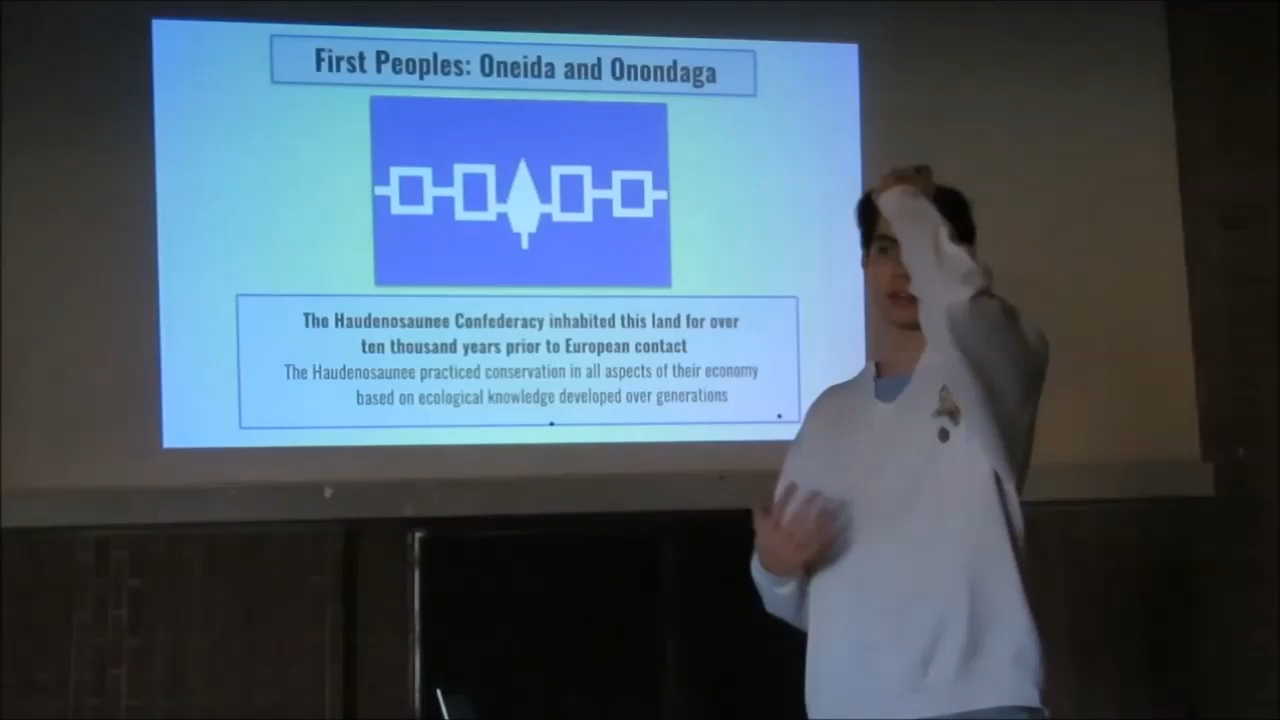 First Peoples: Oneida and Onondaga
The Haudenosaunee Confederacy inhabited this land for over
ten thousand years prior to European contact
The Haudenosaunee practiced conservation in all aspects of their economy
based on ecological knowledge developed over generations